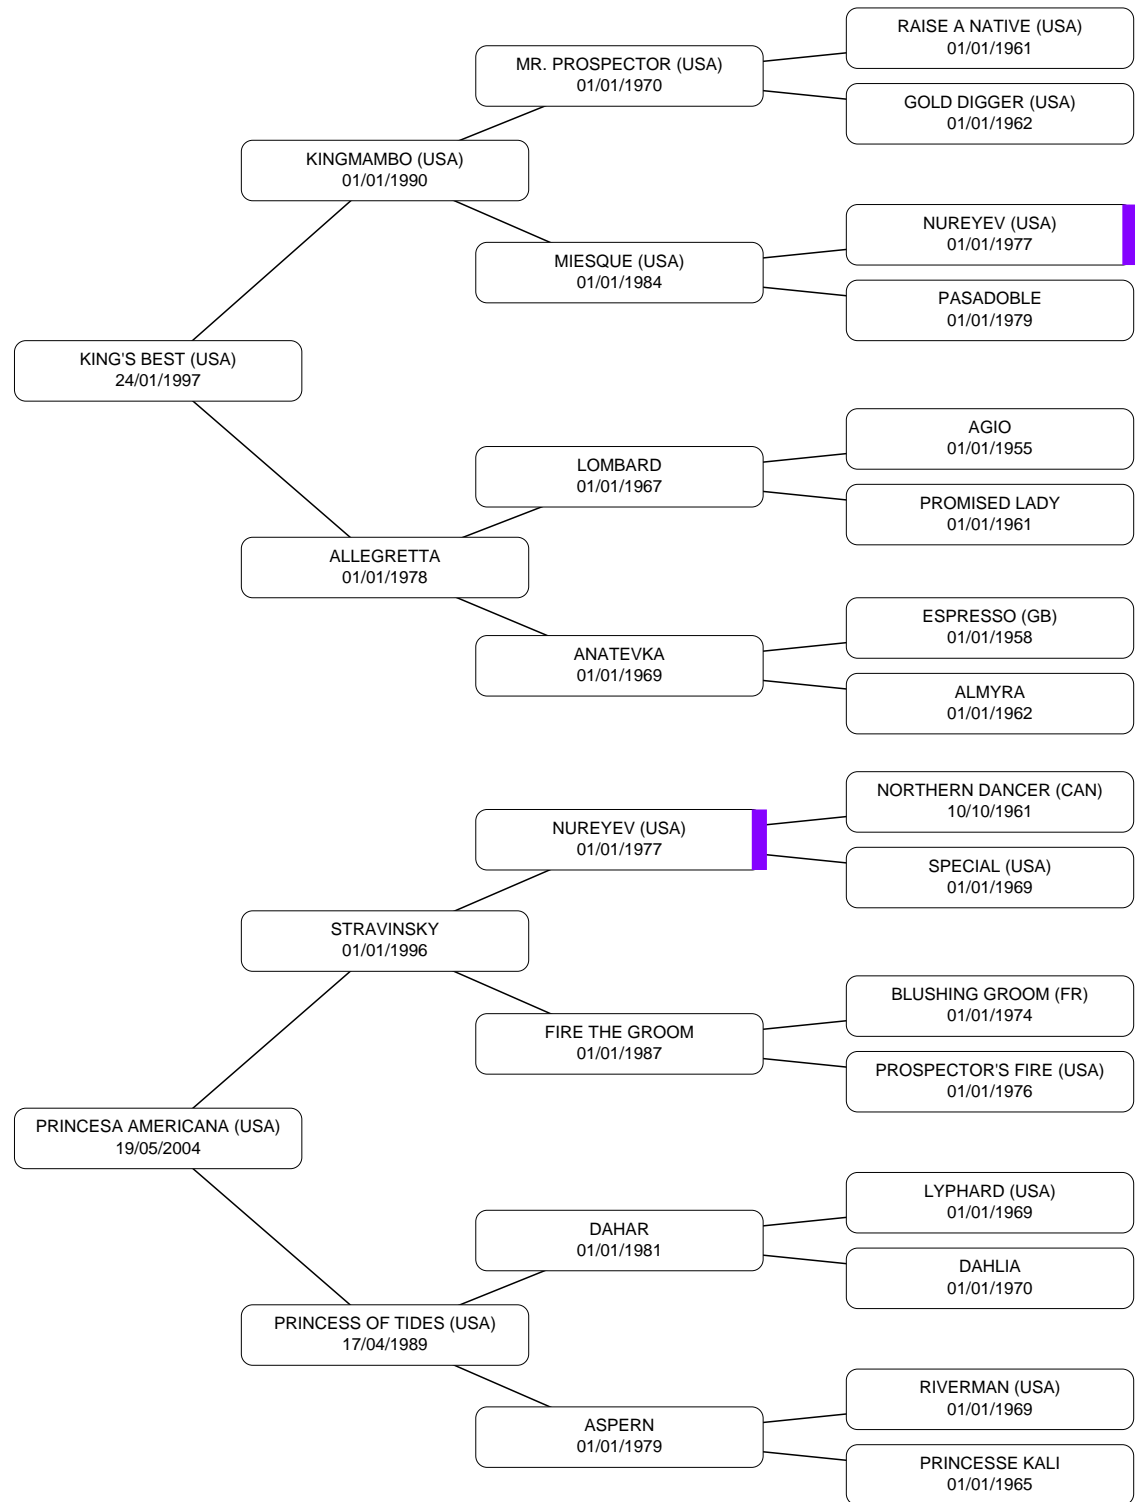 RAISE A NATIVE (USA)
01/01/1961
MR. PROSPECTOR (USA)
01/01/1970
GOLD DIGGER (USA)
01/01/1962
KINGMAMBO (USA)
01/01/1990
NUREYEV (USA)
01/01/1977
MIESQUE (USA)
01/01/1984
PASADOBLE
01/01/1979
KING'S BEST (USA)
24/01/1997
AGIO
01/01/1955
LOMBARD
01/01/1967
PROMISED LADY
01/01/1961
ALLEGRETTA
01/01/1978
ESPRESSO (GB)
01/01/1958
ANATEVKA
01/01/1969
ALMYRA
01/01/1962
NORTHERN DANCER (CAN)
10/10/1961
NUREYEV (USA)
01/01/1977
SPECIAL (USA)
01/01/1969
STRAVINSKY
01/01/1996
BLUSHING GROOM (FR)
01/01/1974
FIRE THE GROOM
01/01/1987
PROSPECTOR'S FIRE (USA)
01/01/1976
PRINCESA AMERICANA (USA)
19/05/2004
LYPHARD (USA)
01/01/1969
DAHAR
01/01/1981
DAHLIA
01/01/1970
PRINCESS OF TIDES (USA)
17/04/1989
RIVERMAN (USA)
01/01/1969
ASPERN
01/01/1979
PRINCESSE KALI
01/01/1965